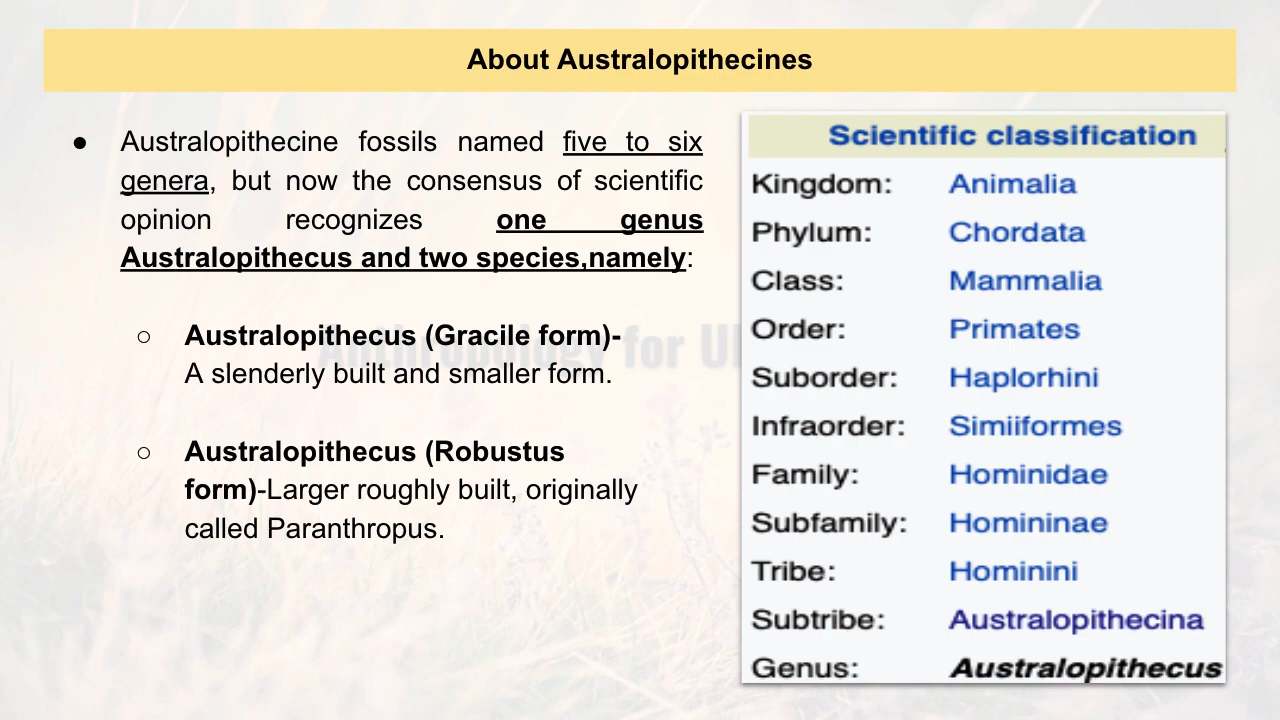 About Australopithecines
● Australopithecine fossils named five to six
genera, but now the consensus of scientific
opinion recognizes one genus
Australopithecus and two species,namely:
○ Australopithecus (Gracile form)-
A slenderly built and smaller form.
○ Australopithecus (Robustus
form)-Larger roughly built, originally
called Paranthropus.
Anthropology for U
Scientific classification
Kingdom: Animalia
Phylum: Chordata
Class: Mammalia
Order: Primates
Suborder: Haplorhini
Infraorder: Simiiformes
Family: Hominidae
Subfamily: Homininae
Tribe: Hominini
Subtribe: Australopithecina
Genus: Australopithecus